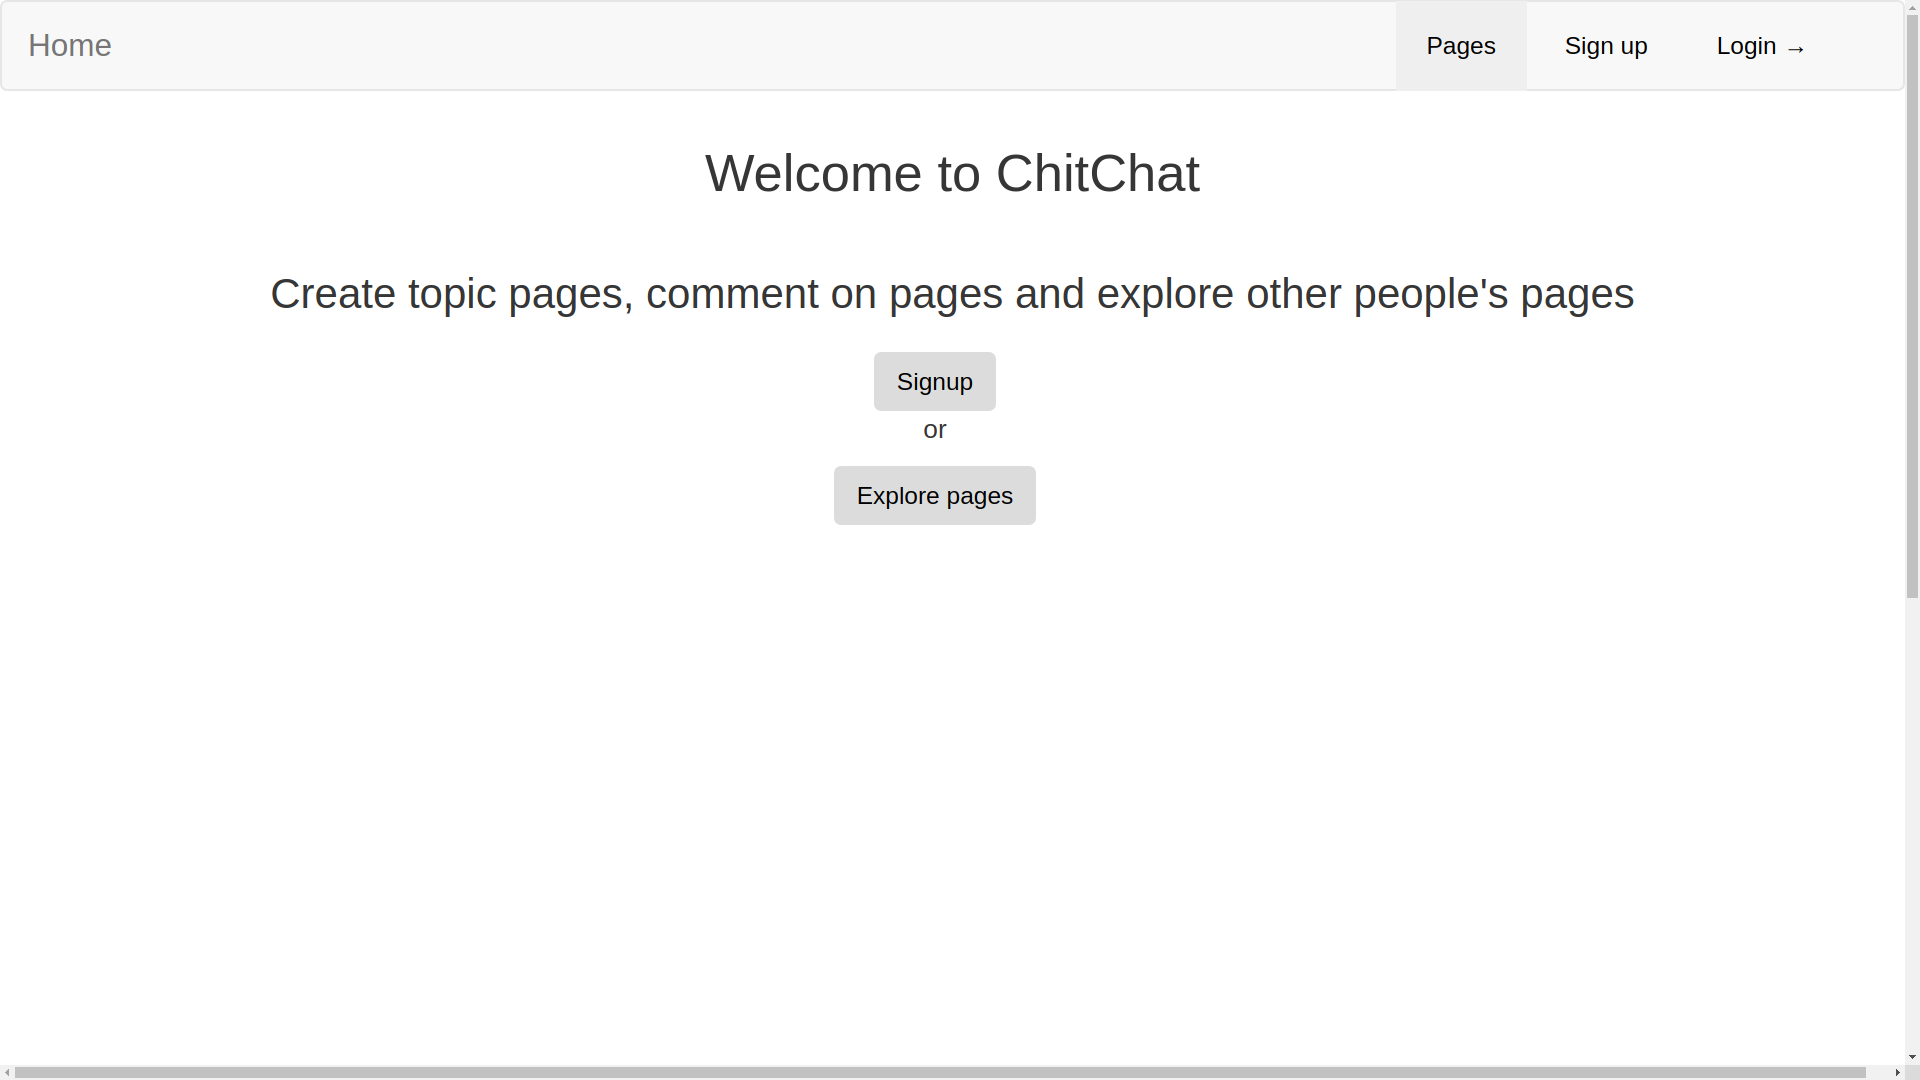 Home Pages Sign up Login →
Welcome to ChitChat
Create topic pages, comment on pages and explore other people's pages
Signup
or
Explore pages